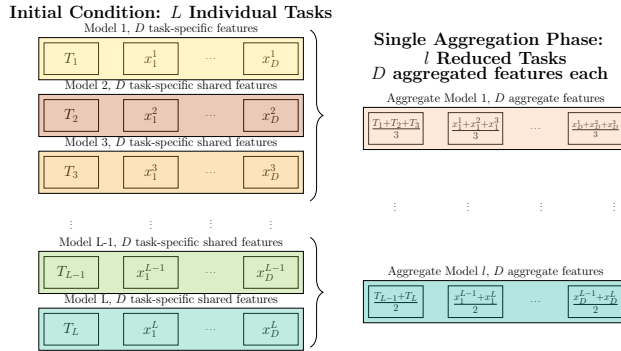 Initial Condition: L Individual Tasks
Model 1, D task-specific features
T_1 x_1^1 ... x_D^1
Model 2, D task-specific shared features
T_2 x_1^2 ... x_D^2
Model 3, D task-specific shared features
T_3 x_1^3 ... x_D^3
⋮ ⋮ ⋮ ⋮
Model L-1, D task-specific shared features
T_{L-1} x_1^{L-1} ... x_D^{L-1}
Model L, D task-specific shared features
T_L x_1^L ... x_D^L
Single Aggregation Phase:
l Reduced Tasks
D aggregated features each
Aggregate Model 1, D aggregate features
(T_1+T_2+T_3)/3 (x_1^1+x_1^2+x_1^3)/3 ... (x_D^1+x_D^2+x_D^3)/3
⋮ ⋮ ⋮ ⋮
Aggregate Model l, D aggregate features
(T_{L-1}+T_L)/2 (x_1^{L-1}+x_1^L)/2 ... (x_D^{L-1}+x_D^L)/2